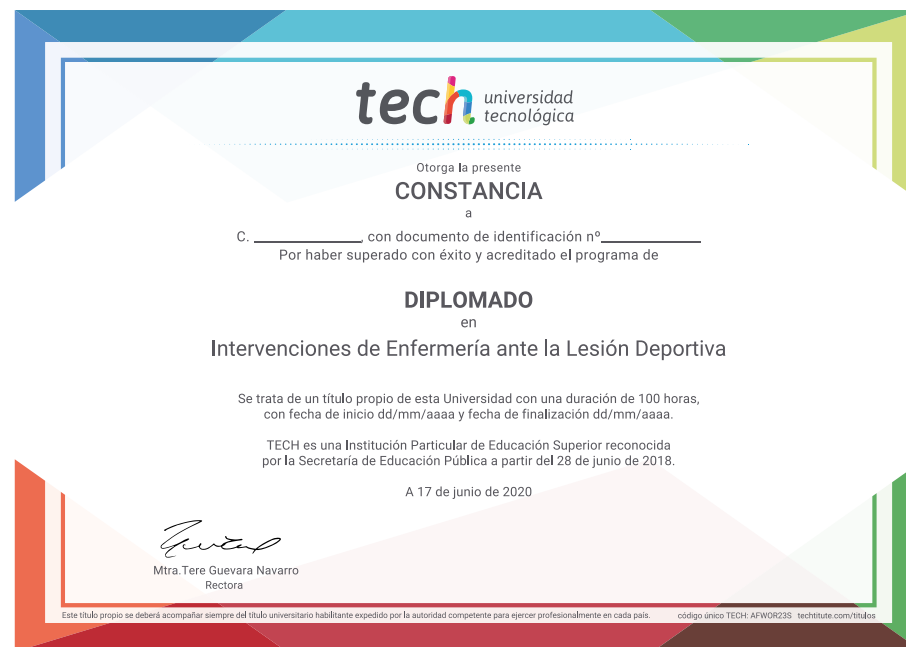 tech universidad
tecnológica
Otorga la presente
CONSTANCIA
a
C. ______________, con documento de identificación nº_____________
Por haber superado con éxito y acreditado el programa de
DIPLOMADO
en
Intervenciones de Enfermería ante la Lesión Deportiva
Se trata de un título propio de esta Universidad con una duración de 100 horas,
con fecha de inicio dd/mm/aaaa y fecha de finalización dd/mm/aaaa.
TECH es una Institución Particular de Educación Superior reconocida
por la Secretaría de Educación Pública a partir del 28 de junio de 2018.
A 17 de junio de 2020
Mtra.Tere Guevara Navarro
Rectora
Este título propio se deberá acompañar siempre del título universitario habilitante expedido por la autoridad competente para ejercer profesionalmente en cada país. código único TECH: AFWOR23S techtitute.com/titulos